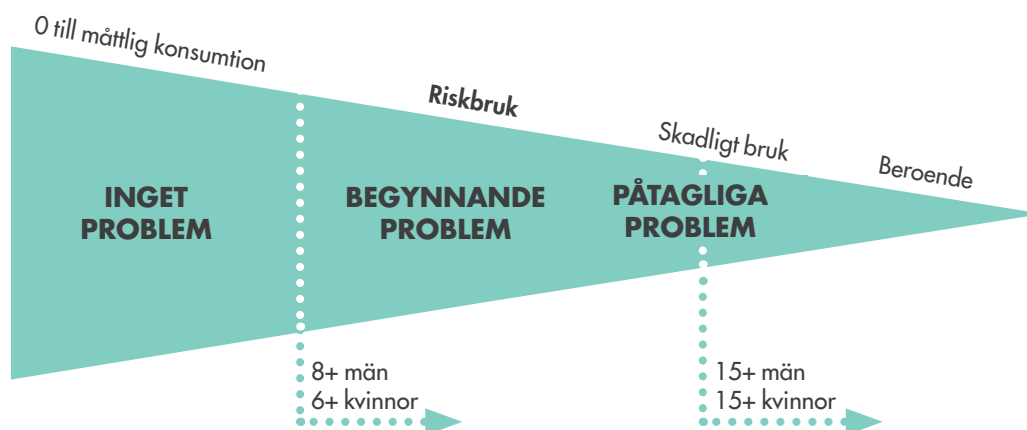 0 till måttlig konsumtion
Riskbruk
Skadligt bruk
Beroende
INGET
PROBLEM
BEGYNNANDE
PROBLEM
PÅTAGLIGA
PROBLEM
8+ män
6+ kvinnor
15+ män
15+ kvinnor